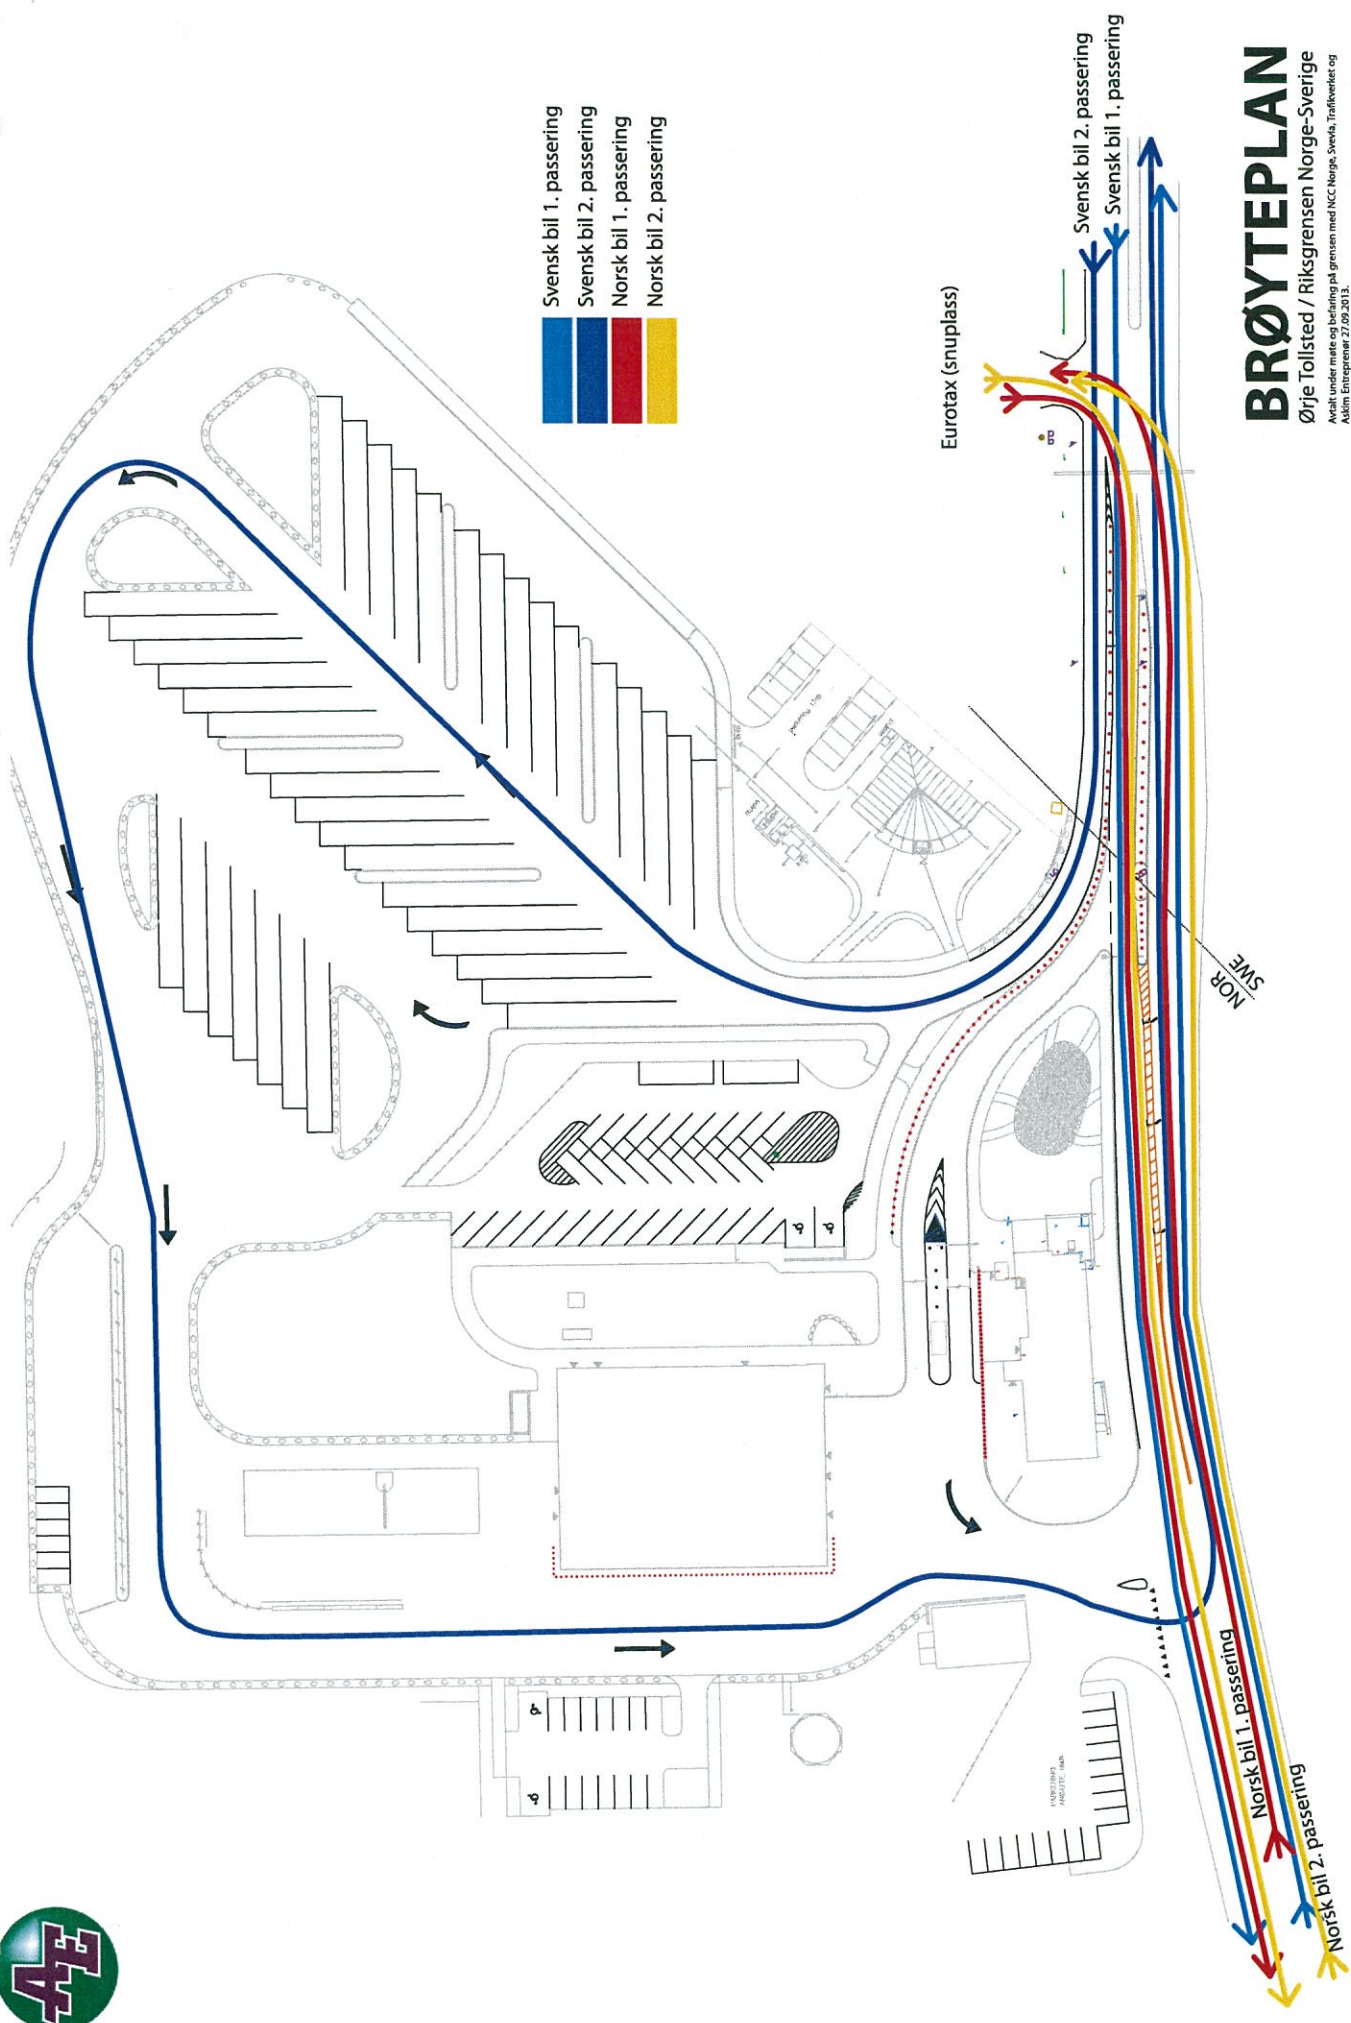 BRØYTEPLAN
Ørje Tollsted / Riksgrensen Norge-Sverige
Avtalt under møte og befaring på grensen med NCC Norge, Svevia, Trafikverket og
Askim Entreprenør 27.09.2013.
Svensk bil 1. passering
Svensk bil 2. passering
Norsk bil 1. passering
Norsk bil 2. passering
Svensk bil 2. passering
Svensk bil 1. passering
Eurotax (snuplass)
NOR
SWE
Norsk bil 1. passering
Norsk bil 2. passering
AE